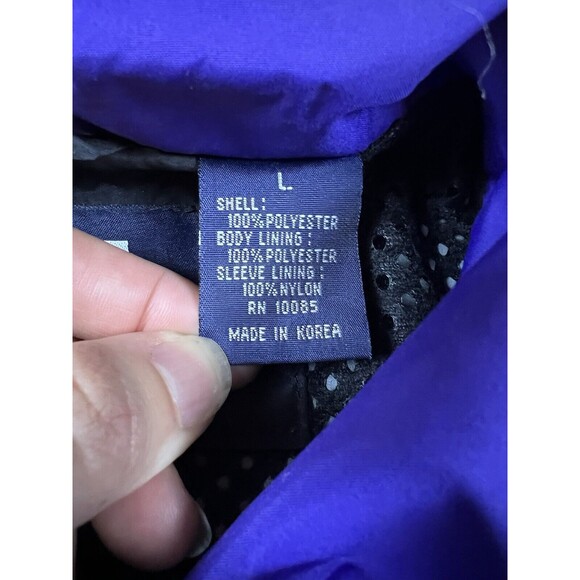 L
SHELL:
100%POLYESTER
BODY LINING:
100%POLYESTER
SLEEVE LINING:
100%NYLON
RN 10085
MADE IN KOREA